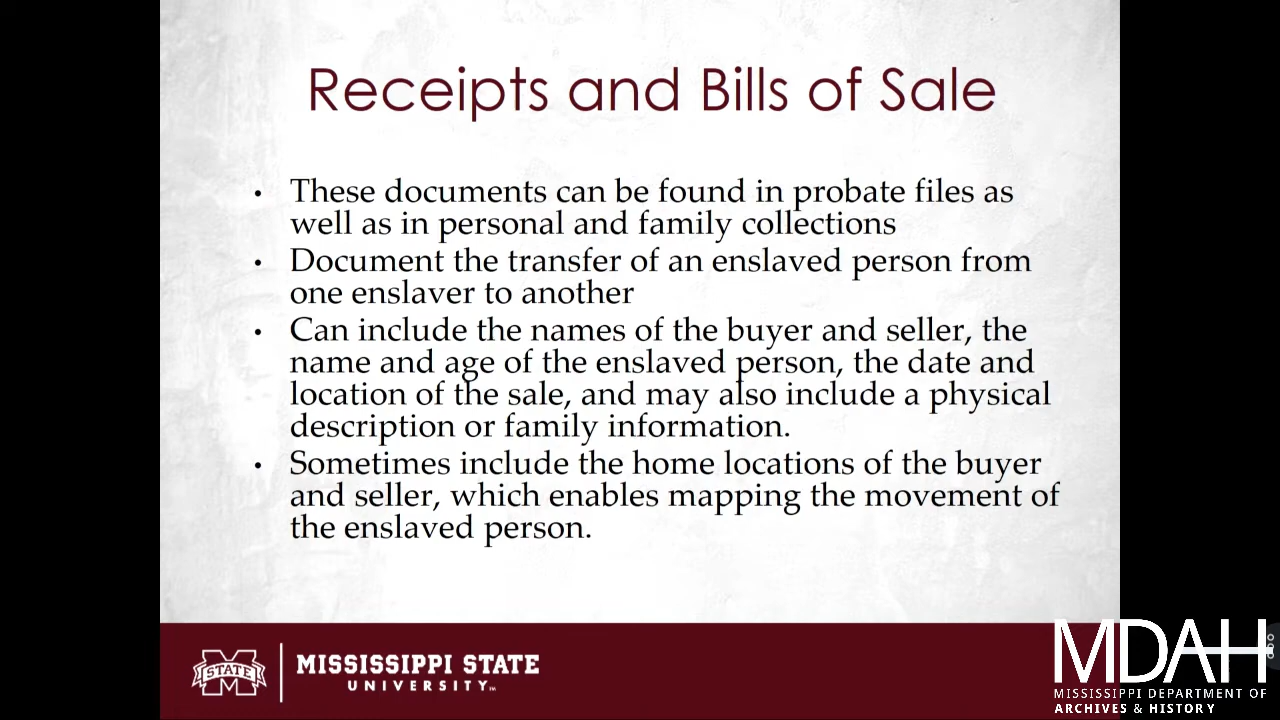 Receipts and Bills of Sale
• These documents can be found in probate files as
well as in personal and family collections
• Document the transfer of an enslaved person from
one enslaver to another
• Can include the names of the buyer and seller, the
name and age of the enslaved person, the date and
location of the sale, and may also include a physical
description or family information.
• Sometimes include the home locations of the buyer
and seller, which enables mapping the movement of
the enslaved person.
STATE
MISSISSIPPI STATE
UNIVERSITY™
MDAH
MISSISSIPPI DEPARTMENT OF
ARCHIVES & HISTORY